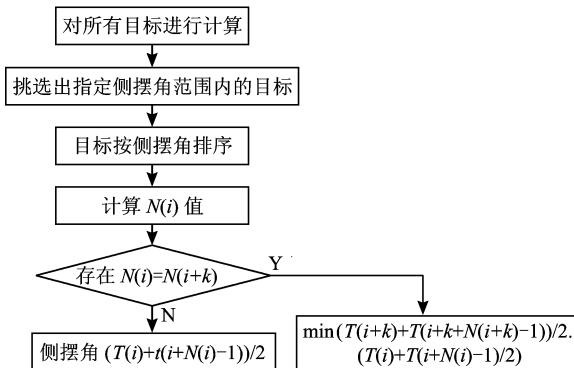 对所有目标进行计算
挑选出指定侧摆角范围内的目标
目标按侧摆角排序
计算 N(i) 值
存在 N(i)=N(i+k)
Y
N
侧摆角 (T(i)+t(i+N(i)-1))/2
min(T(i+k)+T(i+k+N(i+k)-1))/2.
(T(i)+T(i+N(i)-1)/2)